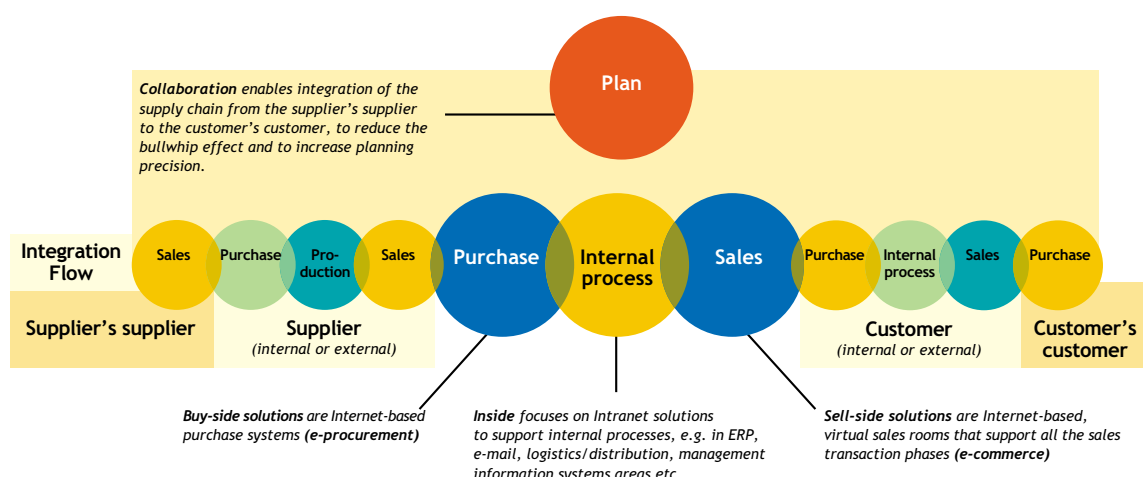 Plan
Collaboration enables integration of the
supply chain from the supplier's supplier
to the customer's customer, to reduce the
bullwhip effect and to increase planning
precision.
Integration
Flow
Sales
Purchase
Pro-
duction
Sales
Purchase
Internal
process
Sales
Purchase
Internal
process
Sales
Purchase
Supplier's supplier
Supplier
(internal or external)
Customer
(internal or external)
Customer's
customer
Buy-side solutions are Internet-based
purchase systems (e-procurement)
Inside focuses on Intranet solutions
to support internal processes, e.g. in ERP,
e-mail, logistics/distribution, management
information systems areas etc
Sell-side solutions are Internet-based,
virtual sales rooms that support all the sales
transaction phases (e-commerce)